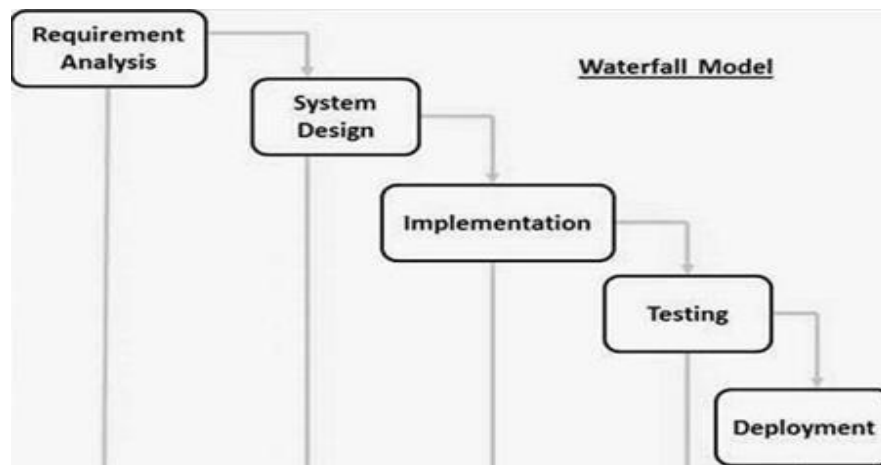 Requirement
Analysis
Waterfall Model
System
Design
Implementation
Testing
Deployment